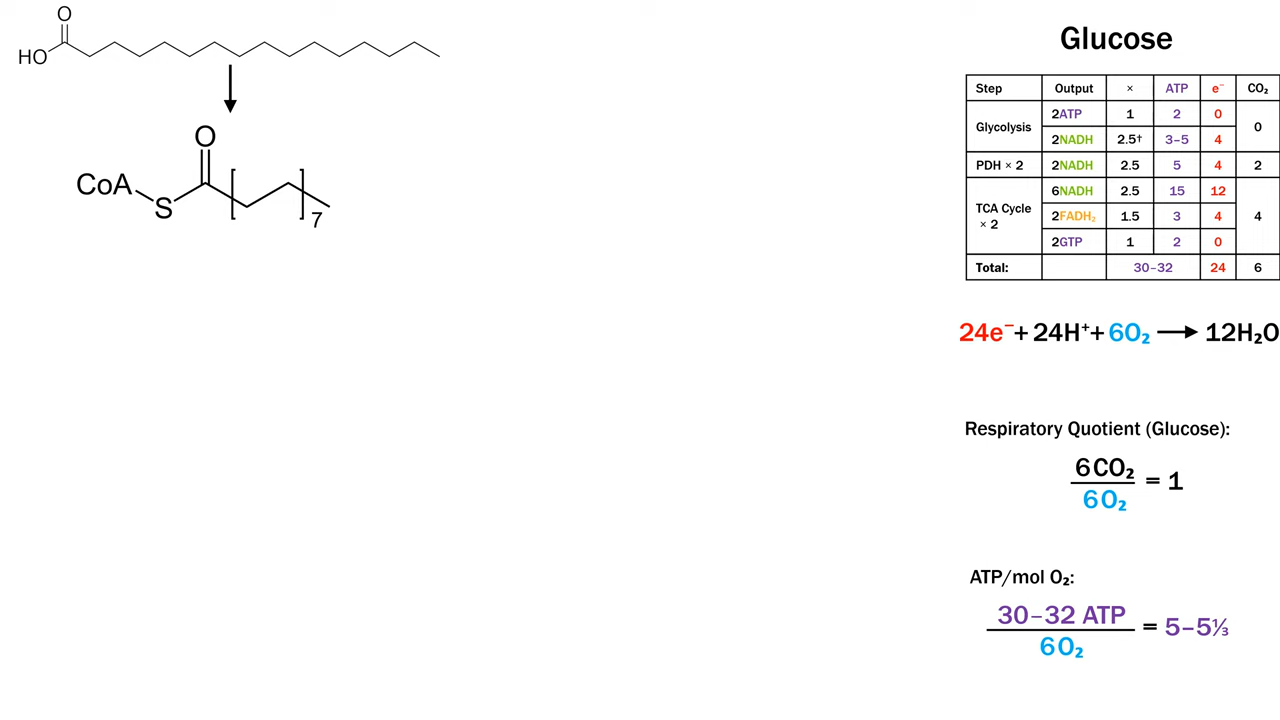 O
HO
O
CoA
S
7
Glucose
Step Output × ATP e⁻ CO₂
Glycolysis 2ATP 1 2 0 0
2NADH 2.5† 3–5 4
PDH × 2 2NADH 2.5 5 4 2
TCA Cycle × 2 6NADH 2.5 15 12 4
2FADH₂ 1.5 3 4
2GTP 1 2 0
Total: 30–32 24 6
24e⁻ + 24H⁺ + 6O₂ ⟶ 12H₂O
Respiratory Quotient (Glucose):
6CO₂
= 1
6O₂
ATP/mol O₂:
30–32 ATP
= 5–5⅓
6O₂